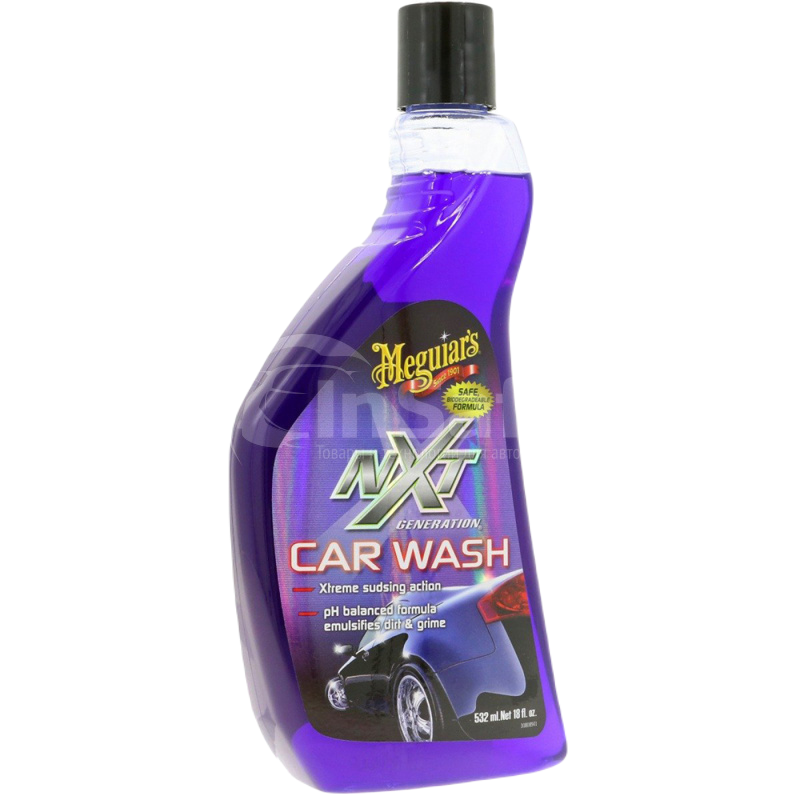 Meguiar's
Since 1901
SAFE,
BIODEGRADABLE
FORMULA
InSaf
NXT
GENERATION®
CAR WASH
Xtreme sudsing action
pH balanced formula
emulsifies dirt & grime
532 ml.Net 18 fl. oz.